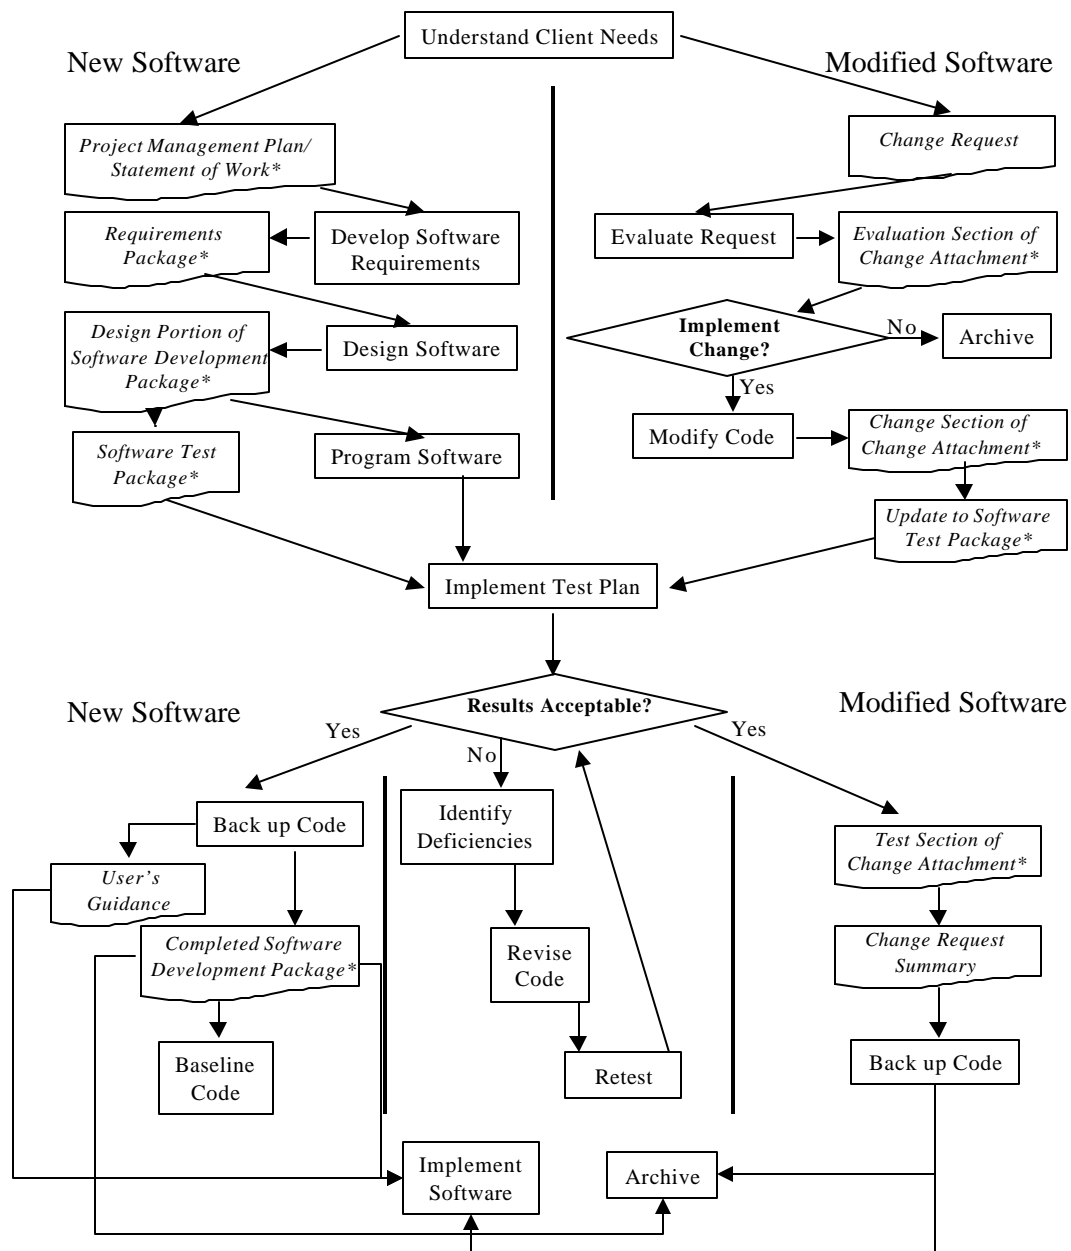 Understand Client Needs
New Software
Modified Software
Project Management Plan/
Statement of Work*
Change Request
Requirements
Package*
Develop Software
Requirements
Evaluate Request
Evaluation Section of
Change Attachment*
Design Portion of
Software Development
Package*
Design Software
Implement
Change?
No
Archive
Yes
Software Test
Package*
Program Software
Modify Code
Change Section of
Change Attachment*
Update to Software
Test Package*
Implement Test Plan
New Software
Results Acceptable?
Modified Software
Yes
No
Yes
Back up Code
Identify
Deficiencies
Test Section of
Change Attachment*
User's
Guidance
Completed Software
Development Package*
Revise
Code
Change Request
Summary
Baseline
Code
Retest
Back up Code
Implement
Software
Archive